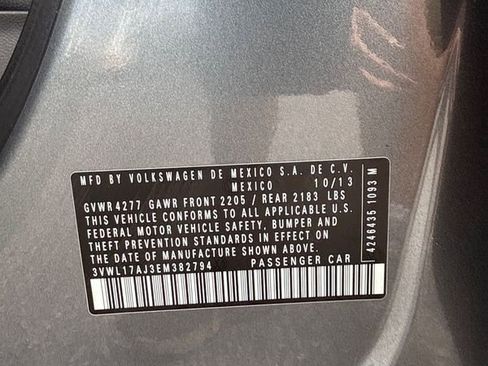 MFD. BY VOLKSWAGEN DE MEXICO S.A. DE C.V.
MEXICO 10/13
GVWR 4277 GAWR FRONT 2205 / REAR 2183 LBS
THIS VEHICLE CONFORMS TO ALL APPLICABLE U.S.
FEDERAL MOTOR VEHICLE SAFETY, BUMPER AND
THEFT PREVENTION STANDARDS IN EFFECT ON
THE DATE OF MANUFACTURE SHOWN ABOVE.
3VWL17AJ3EM382794 PASSENGER CAR
4246435 1093 M